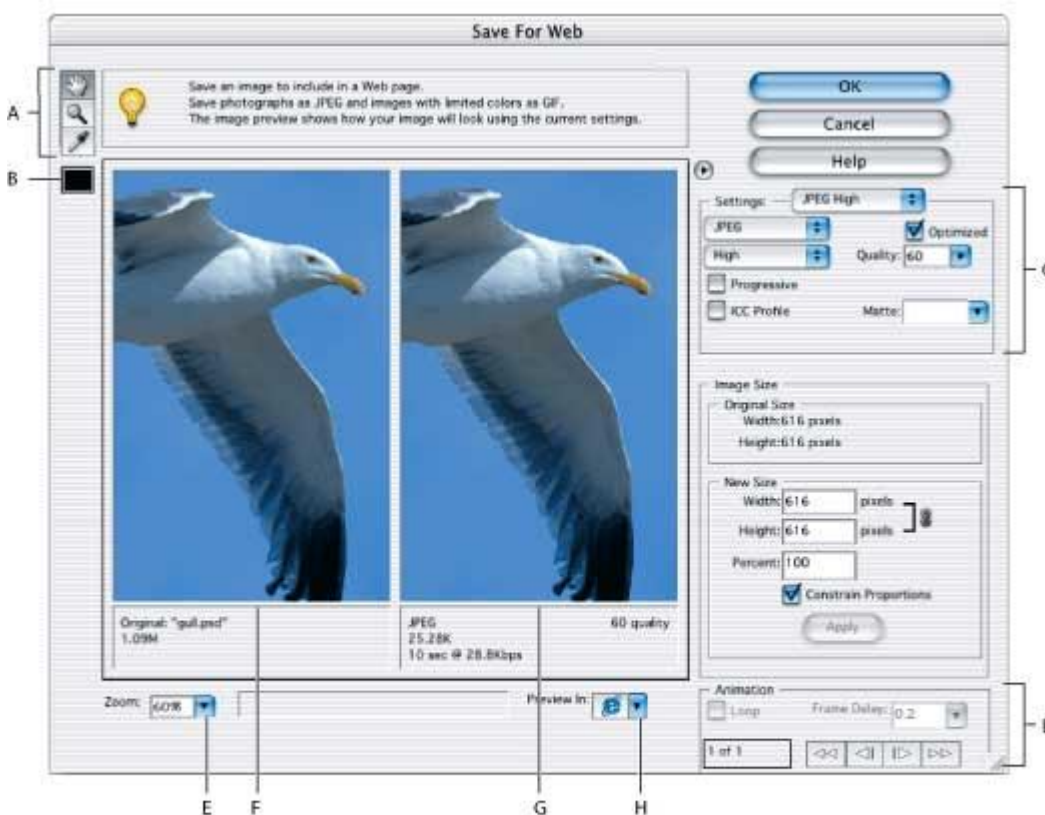 Save For Web
A
Save an image to include in a Web page.
Save photographs as JPEG and images with limited colors as GIF.
The image preview shows how your image will look using the current settings.
OK
Cancel
Help
B
Settings: JPEG High
JPEG
Optimized
High
Quality: 60
Progressive
ICC Profile
Matte:
Image Size
Original Size
Width:616 pixels
Height:616 pixels
New Size
Width: 616 pixels
Height: 616 pixels
Percent: 100
Constrain Proportions
Apply
Original: "gull.psd"
1.09M
JPEG
60 quality
25.28K
10 sec @ 28.8Kbps
Zoom: 60%
Preview In:
Animation
Loop
Frame Delay: 0.2
1 of 1
E
F
G
H